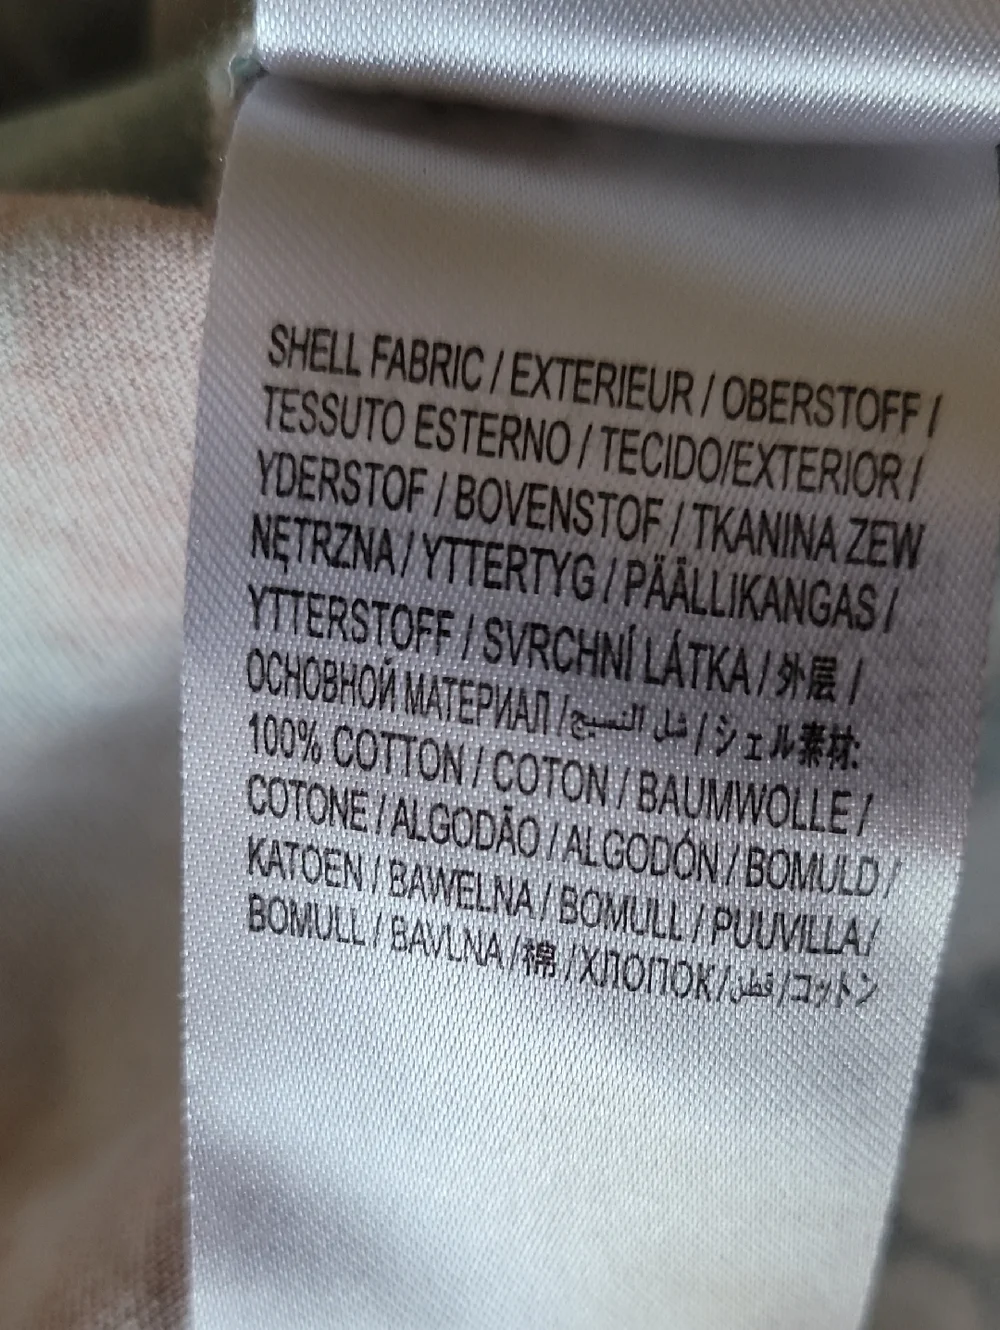 SHELL FABRIC / EXTERIEUR / OBERSTOFF /
TESSUTO ESTERNO / TECIDO/EXTERIOR /
YDERSTOF / BOVENSTOF / TKANINA ZEW
NĘTRZNA / YTTERTYG / PÄÄLLIKANGAS /
YTTERSTOFF / SVRCHNÍ LÁTKA / 外层 /
ОСНОВНОЙ МАТЕРИАЛ / النسيج / シェル素材:
100% COTTON / COTON / BAUMWOLLE /
COTONE / ALGODÃO / ALGODÓN / BOMULD /
KATOEN / BAWEŁNA / BOMULL / PUUVILLA /
BOMULL / BAVLNA / 棉 / ХЛОПОК / قطن / コットン